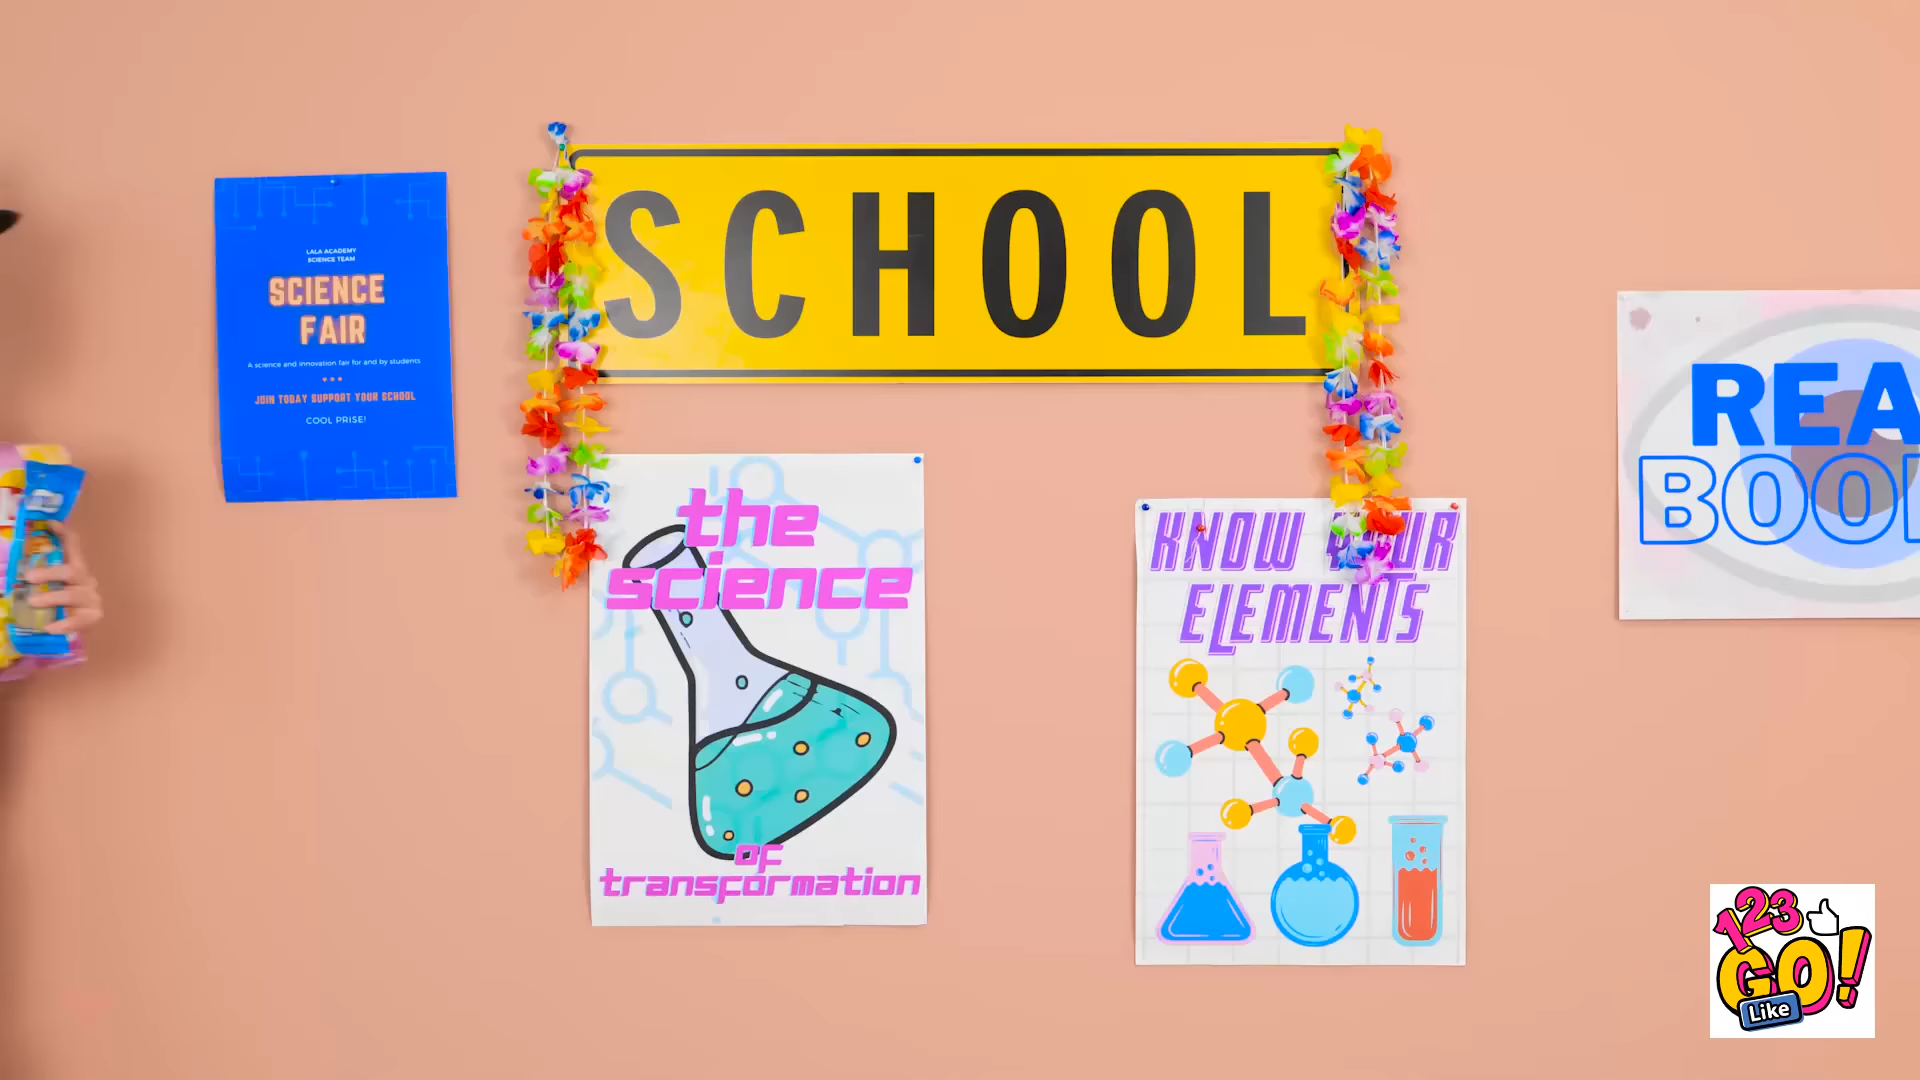 SCHOOL
LALA ACADEMY
SCIENCE TEAM
SCIENCE
FAIR
A science and innovation fair for and by students
JOIN TODAY SUPPORT YOUR SCHOOL
COOL PRISE!
the
science
of
transformation
KNOW YOUR
ELEMENTS
REA
BOO
123
GO!
Like